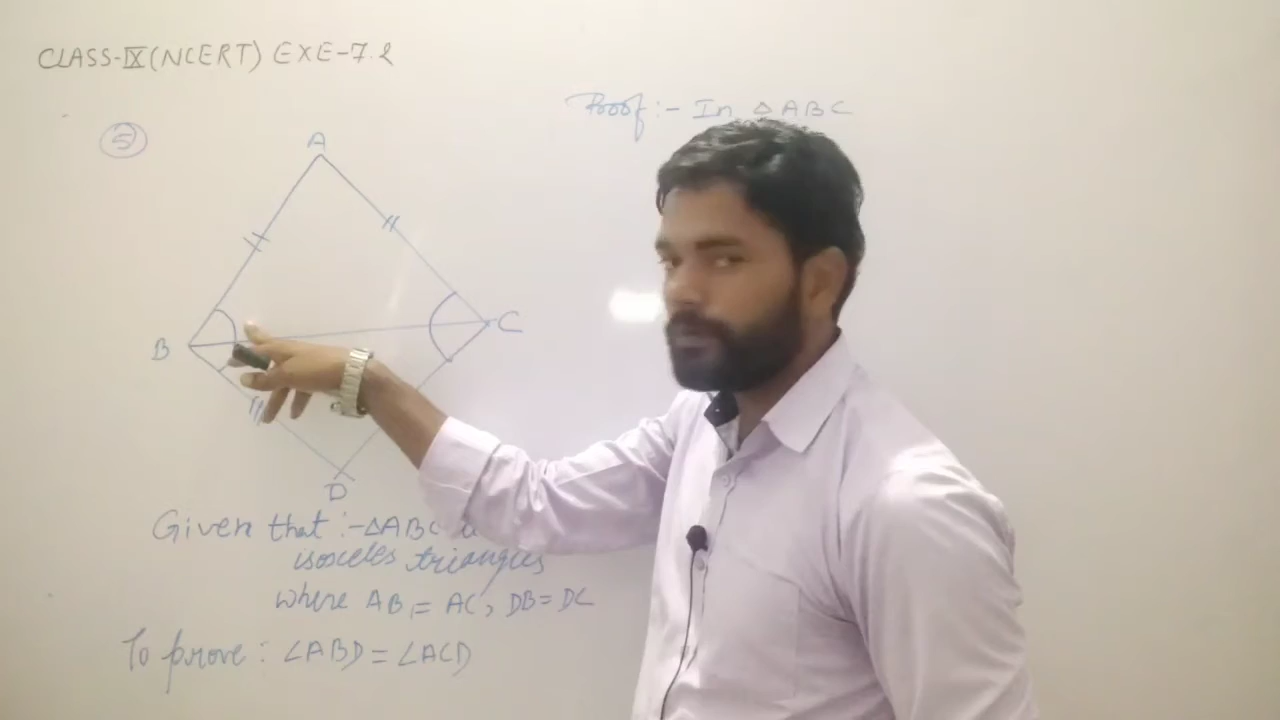 CLASS-IX (NCERT) EXE-7.2
5
Proof:- In △ABC
A
B
C
D
Given that :- △ABC
isosceles triangles
where AB = AC, DB = DC
To prove : ∠ABD = ∠ACD